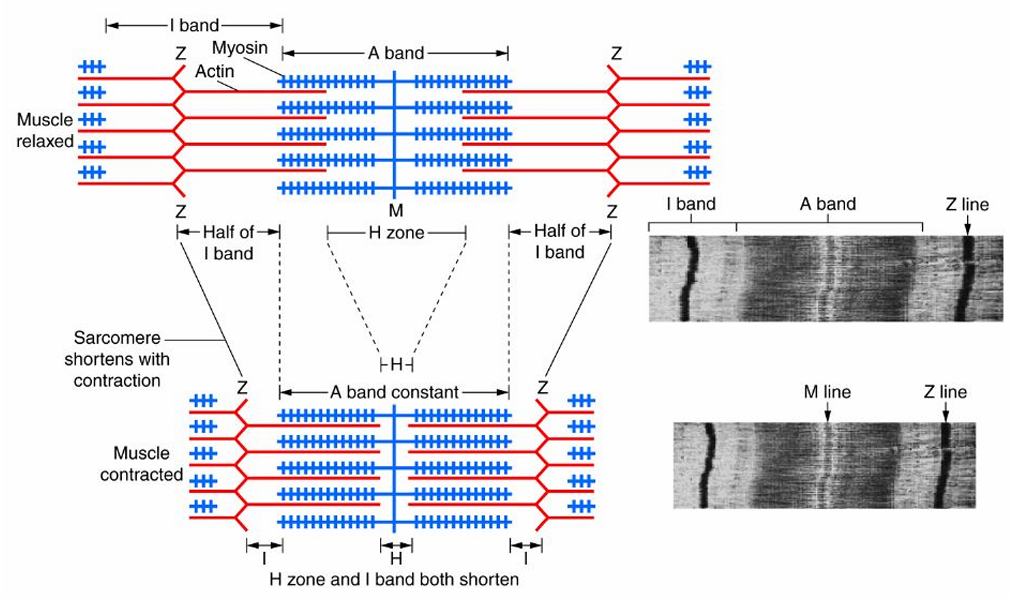 I band
Z
Myosin
A band
Z
Actin
Muscle
relaxed
Z
M
Z
Half of
I band
H zone
Half of
I band
I band
A band
Z line
Sarcomere
shortens with
contraction
H
Z
A band constant
Z
M line
Z line
Muscle
contracted
I
H
I
H zone and I band both shorten